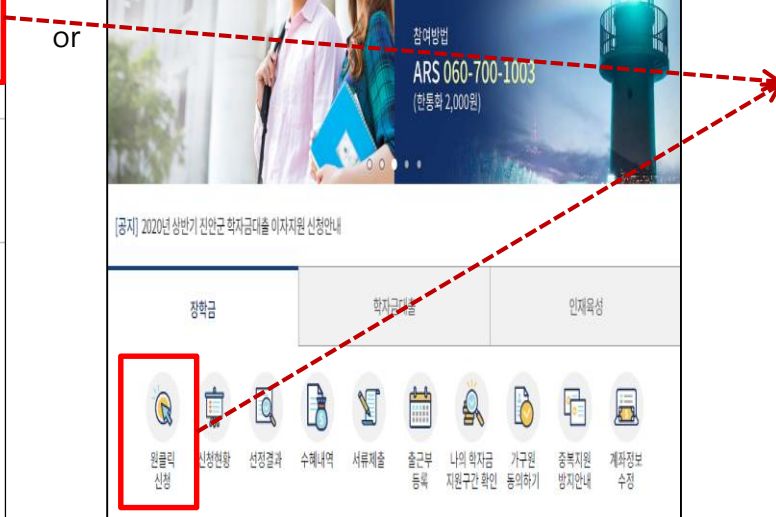 or
참여방법
ARS 060-700-1003
(한통화 2,000원)
[공지] 2020년 상반기 진안군 학자금대출 이자지원 신청안내
장학금
학자금대출
인재육성
원클릭
신청
신청현황
선정결과
수혜내역
서류제출
출근부
등록
나의 학자금
지원구간 확인
가구원
동의하기
중복지원
방지안내
계좌정보
수정